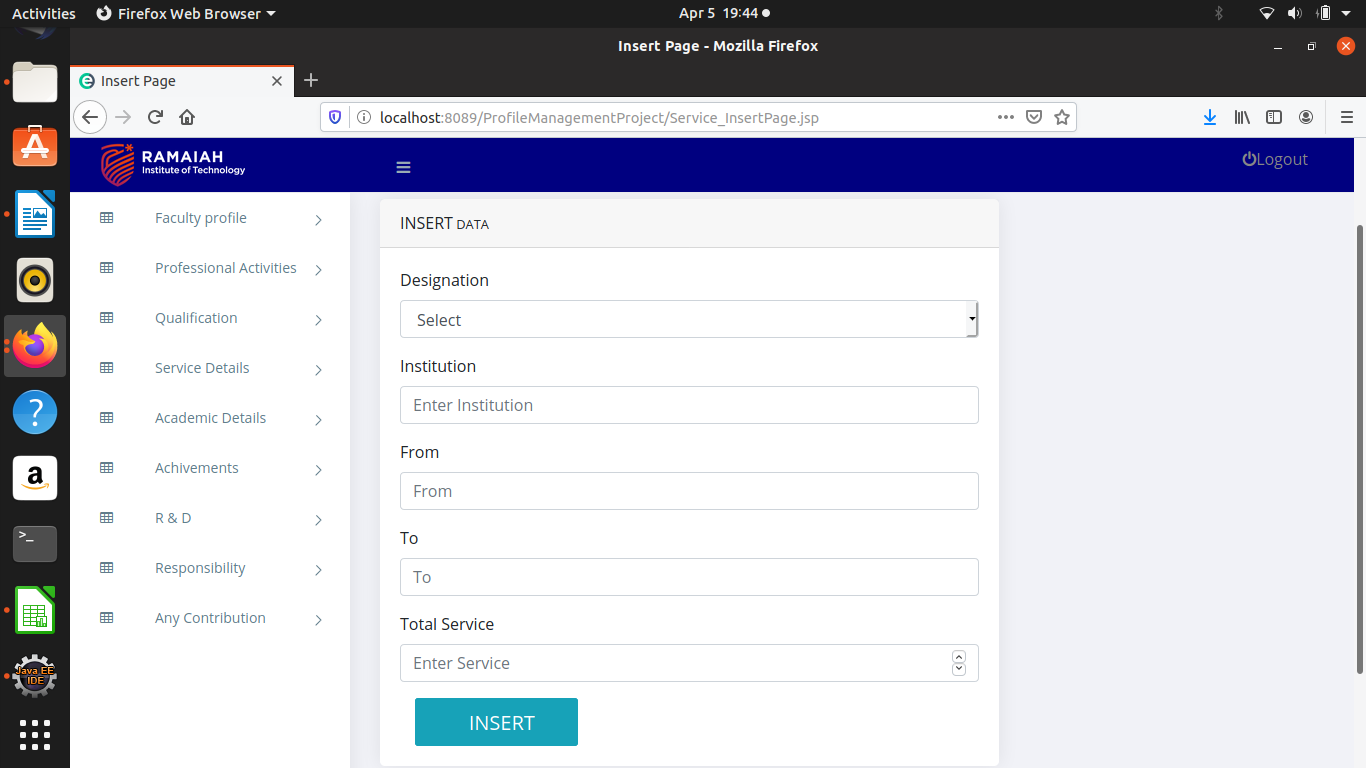 Activities Firefox Web Browser Apr 5 19:44
Insert Page - Mozilla Firefox
Insert Page
localhost:8089/ProfileManagementProject/Service_InsertPage.jsp
RAMAIAH
Institute of Technology
Logout
Faculty profile
Professional Activities
Qualification
Service Details
Academic Details
Achivements
R & D
Responsibility
Any Contribution
INSERT DATA
Designation
Select
Institution
Enter Institution
From
From
To
To
Total Service
Enter Service
INSERT
?
a
>_
Java EE
IDE